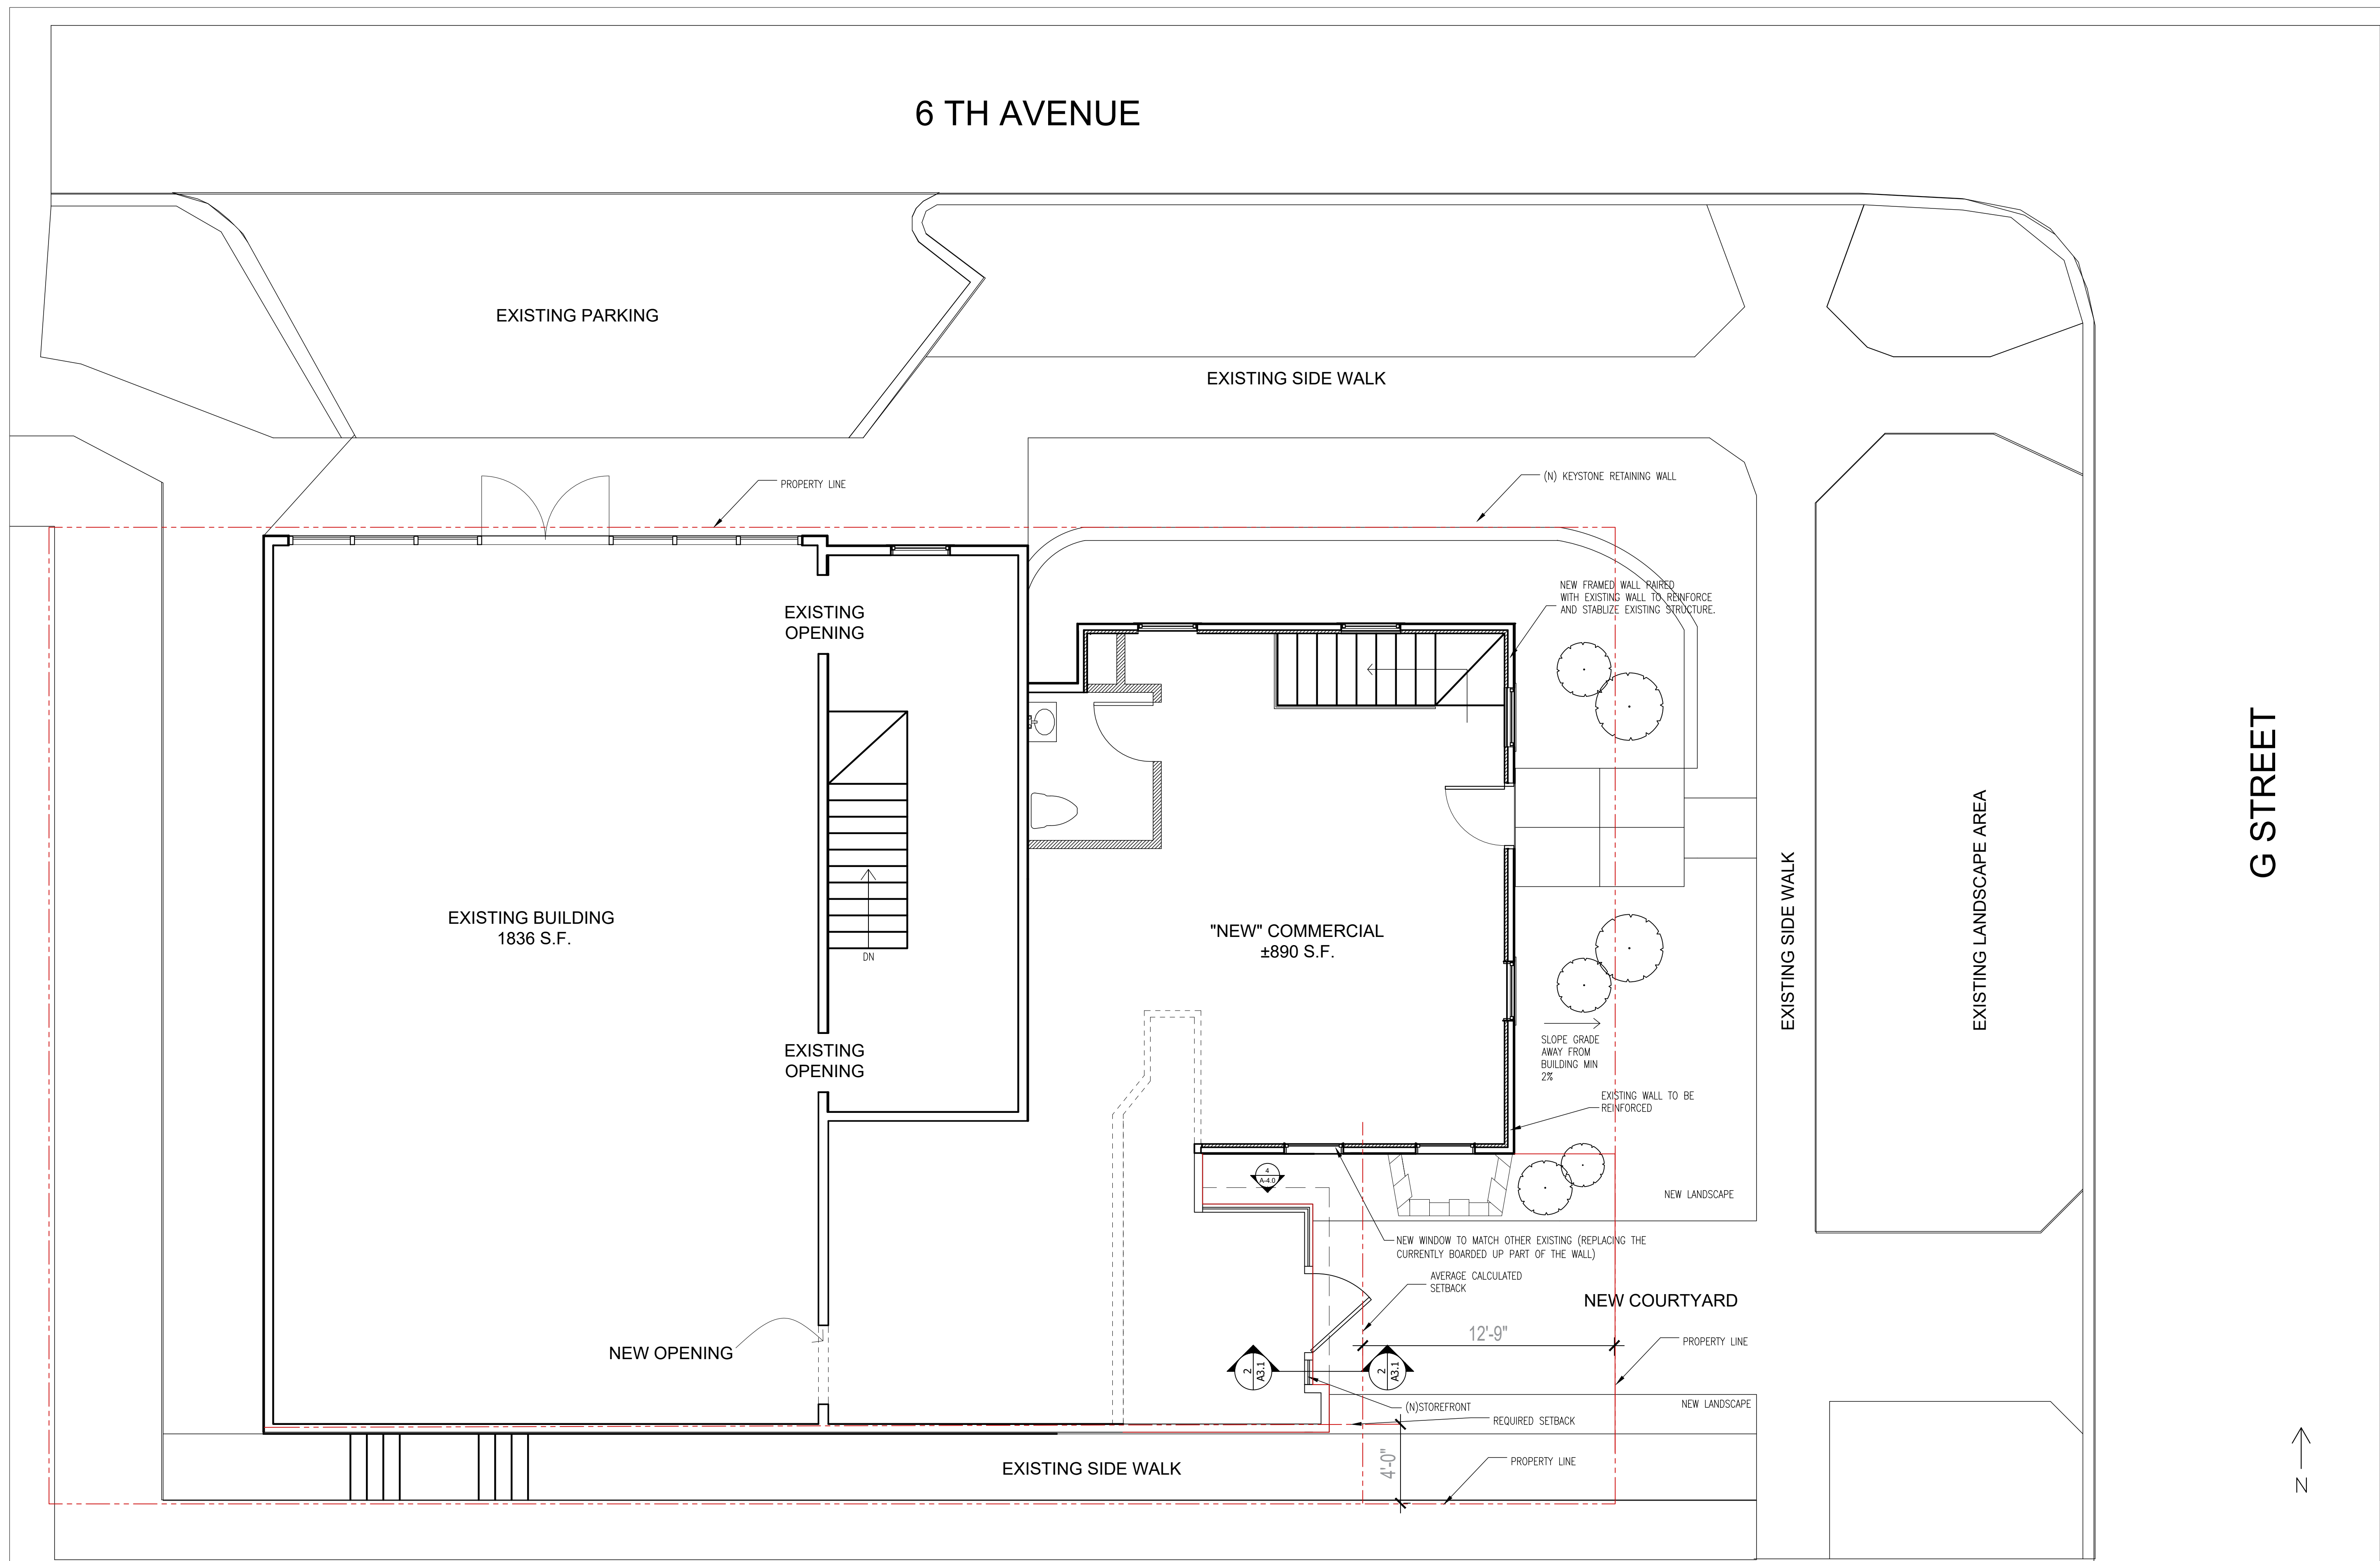 6 TH AVENUE
EXISTING PARKING
EXISTING SIDE WALK
PROPERTY LINE
(N) KEYSTONE RETAINING WALL
NEW FRAMED WALL PAIRED
WITH EXISTING WALL TO REINFORCE
AND STABLIZE EXISTING STRUCTURE.
EXISTING
OPENING
G STREET
EXISTING LANDSCAPE AREA
EXISTING SIDE WALK
EXISTING BUILDING
1836 S.F.
DN
"NEW" COMMERCIAL
±890 S.F.
EXISTING
OPENING
SLOPE GRADE
AWAY FROM
BUILDING MIN
2%
EXISTING WALL TO BE
REINFORCED
4
A-4.0
NEW LANDSCAPE
NEW WINDOW TO MATCH OTHER EXISTING (REPLACING THE
CURRENTLY BOARDED UP PART OF THE WALL)
AVERAGE CALCULATED
SETBACK
NEW COURTYARD
12'-9"
PROPERTY LINE
NEW OPENING
2
A3.1
2
A3.1
(N)STOREFRONT
NEW LANDSCAPE
REQUIRED SETBACK
4'-0"
EXISTING SIDE WALK
PROPERTY LINE
N